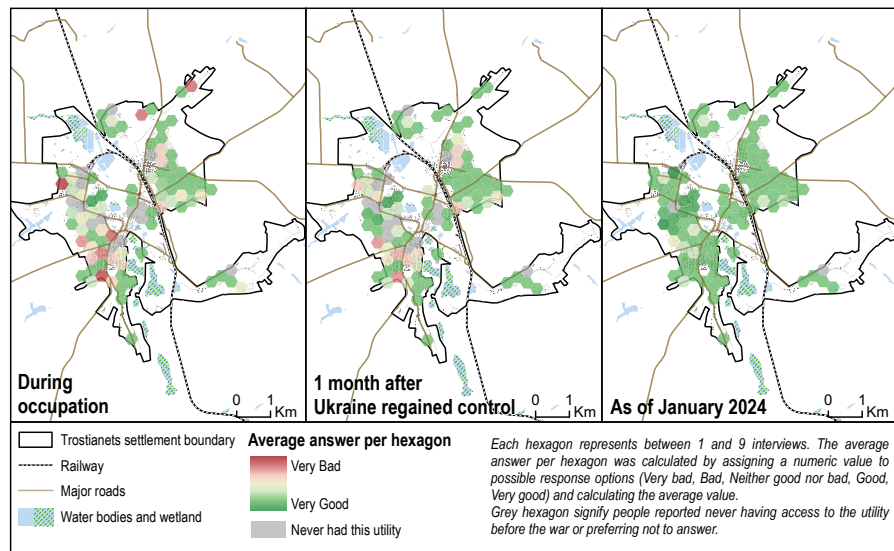 During
occupation
0 1
Km
1 month after
Ukraine regained control
0 1
Km
As of January 2024
0 1
Km
Trostianets settlement boundary
Railway
Major roads
Water bodies and wetland
Average answer per hexagon
Very Bad
Very Good
Never had this utility
Each hexagon represents between 1 and 9 interviews. The average
answer per hexagon was calculated by assigning a numeric value to
possible response options (Very bad, Bad, Neither good nor bad, Good,
Very good) and calculating the average value.
Grey hexagon signify people reported never having access to the utility
before the war or preferring not to answer.